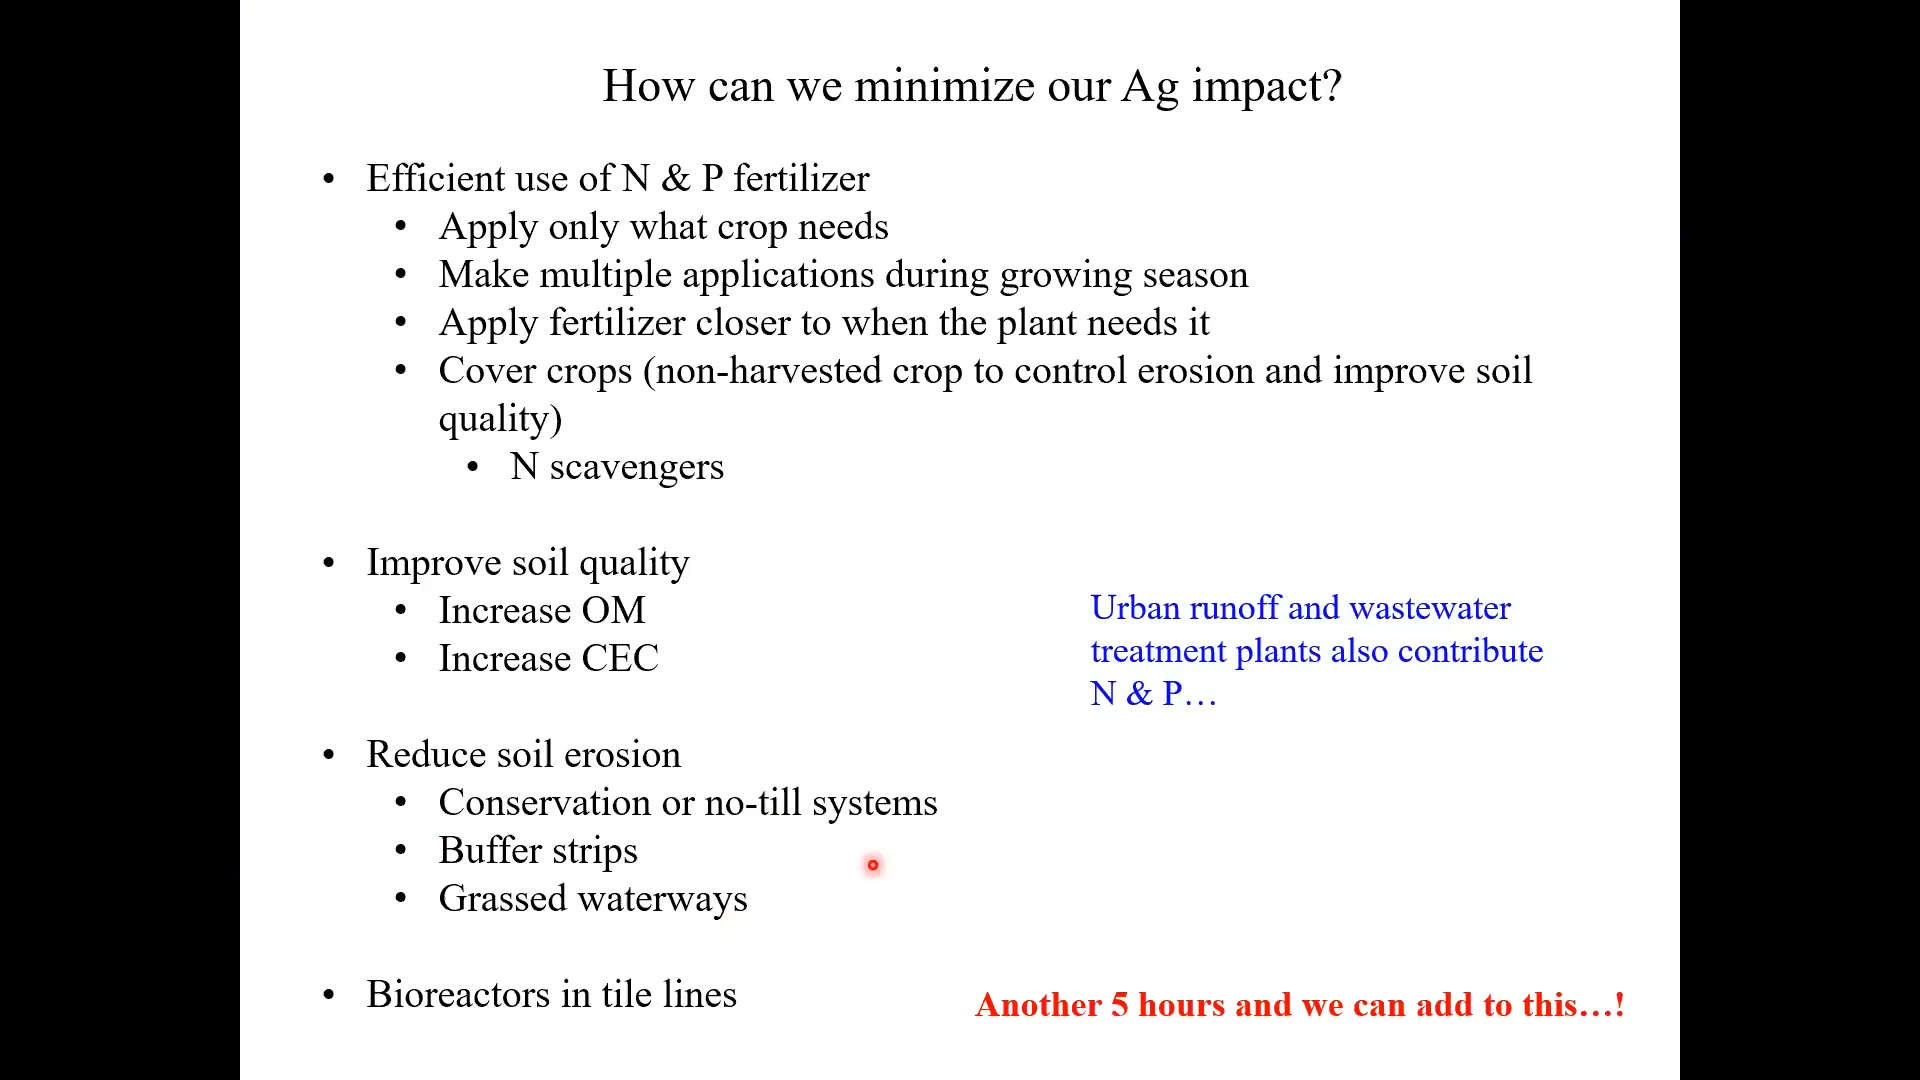 How can we minimize our Ag impact?
• Efficient use of N & P fertilizer
• Apply only what crop needs
• Make multiple applications during growing season
• Apply fertilizer closer to when the plant needs it
• Cover crops (non-harvested crop to control erosion and improve soil
quality)
• N scavengers
• Improve soil quality
• Increase OM
• Increase CEC
Urban runoff and wastewater
treatment plants also contribute
N & P…
• Reduce soil erosion
• Conservation or no-till systems
• Buffer strips
• Grassed waterways
• Bioreactors in tile lines
Another 5 hours and we can add to this…!